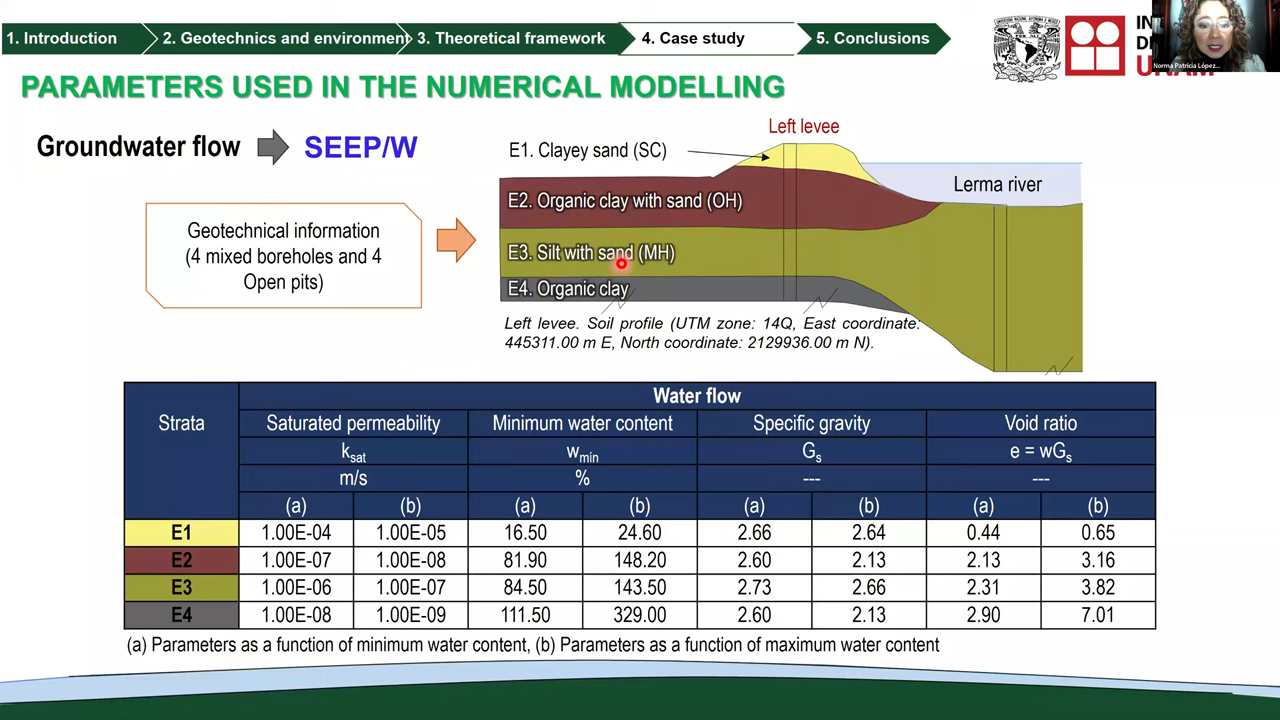 1. Introduction
2. Geotechnics and environment
3. Theoretical framework
4. Case study
5. Conclusions
Norma Patricia López...
PARAMETERS USED IN THE NUMERICAL MODELLING
Groundwater flow
SEEP/W
Geotechnical information
(4 mixed boreholes and 4
Open pits)
Left levee
E1. Clayey sand (SC)
Lerma river
E2. Organic clay with sand (OH)
E3. Silt with sand (MH)
E4. Organic clay
Left levee. Soil profile (UTM zone: 14Q, East coordinate:
445311.00 m E, North coordinate: 2129936.00 m N).
Strata Water flow
Saturated permeability Minimum water content Specific gravity Void ratio
ksat wmin Gs e = wGs
m/s % --- ---
(a) (b) (a) (b) (a) (b) (a) (b)
E1 1.00E-04 1.00E-05 16.50 24.60 2.66 2.64 0.44 0.65
E2 1.00E-07 1.00E-08 81.90 148.20 2.60 2.13 2.13 3.16
E3 1.00E-06 1.00E-07 84.50 143.50 2.73 2.66 2.31 3.82
E4 1.00E-08 1.00E-09 111.50 329.00 2.60 2.13 2.90 7.01
(a) Parameters as a function of minimum water content, (b) Parameters as a function of maximum water content